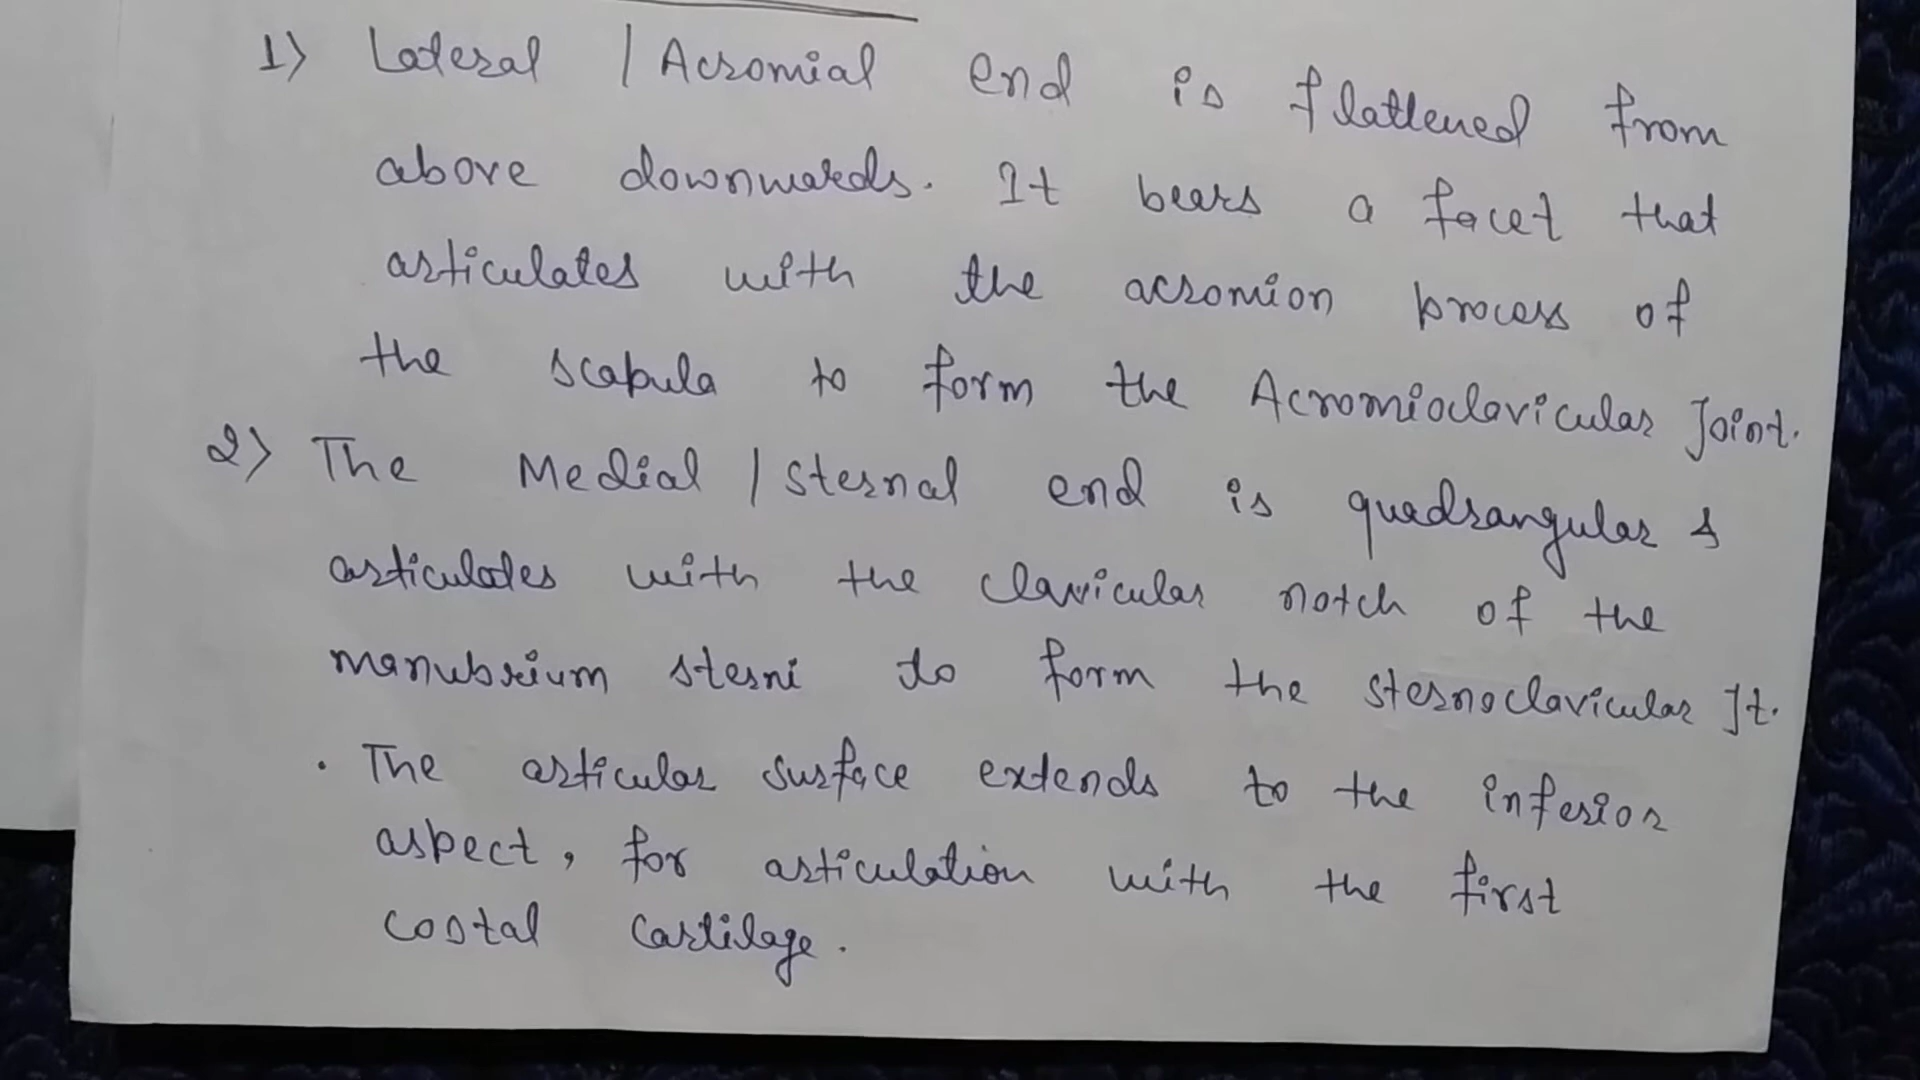 1) Lateral / Acromial end is flattened from
above downwards. It bears a facet that
articulates with the acromion process of
the scapula to form the Acromioclavicular Joint.
2) The Medial / sternal end is quadrangular &
articulates with the clavicular notch of the
manubrium sterni to form the sternoclavicular Jt.
• The articular surface extends to the inferior
aspect, for articulation with the first
costal cartilage.